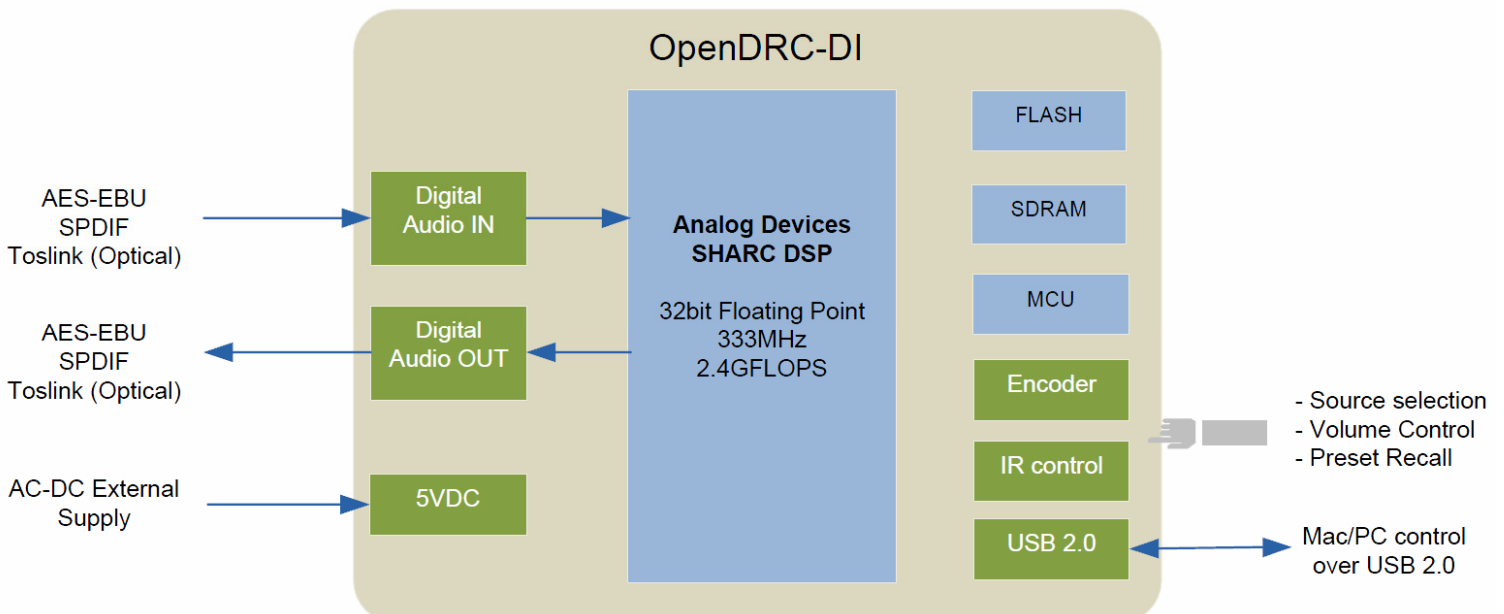 OpenDRC-DI
AES-EBU
SPDIF
Toslink (Optical)
Digital
Audio IN
AES-EBU
SPDIF
Toslink (Optical)
Digital
Audio OUT
AC-DC External
Supply
5VDC
Analog Devices
SHARC DSP
32bit Floating Point
333MHz
2.4GFLOPS
FLASH
SDRAM
MCU
Encoder
IR control
USB 2.0
- Source selection
- Volume Control
- Preset Recall
Mac/PC control
over USB 2.0